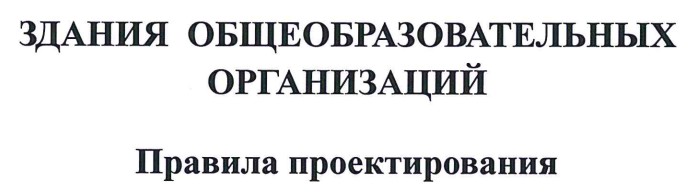 ЗДАНИЯ ОБЩЕОБРАЗОВАТЕЛЬНЫХ
ОРГАНИЗАЦИЙ
Правила проектирования